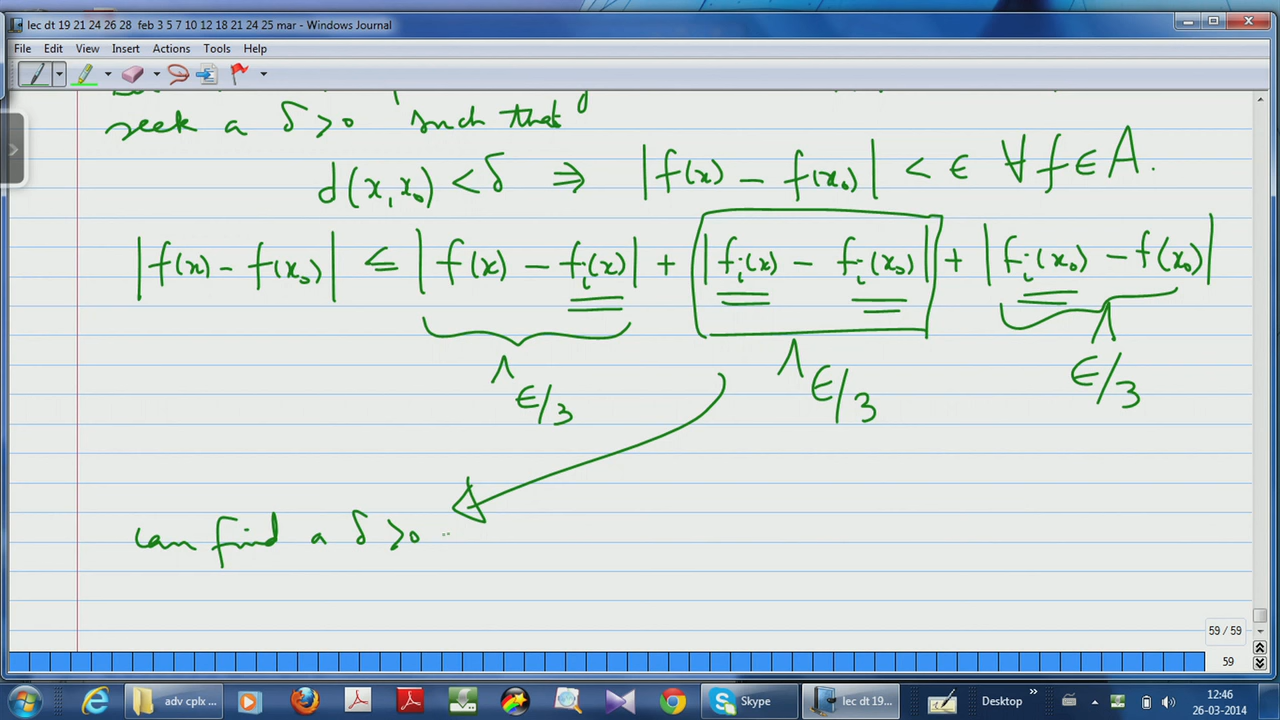 lec dt 19 21 24 26 28 feb 3 5 7 10 12 18 21 24 25 mar - Windows Journal
File Edit View Insert Actions Tools Help
seek a δ>0 such that
d(x,x₀) < δ ⇒ |f(x) − f(x₀)| < ϵ ∀ f ϵ A.
|f(x) − f(x₀)| ≤ |f(x) − fᵢ(x)| + |fᵢ(x) − fᵢ(x₀)| + |fᵢ(x₀) − f(x₀)|
∧ ∧ ∧
ϵ/3 ϵ/3 ϵ/3
can find a δ >0
59 / 59
59
adv cplx ... Skype lec dt 19... Desktop » 12:46
26-03-2014